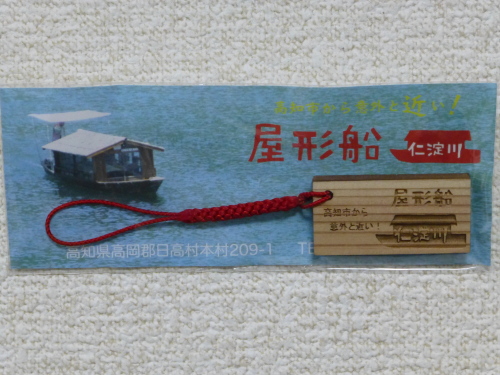 高知市から意外と近い!
屋形船
仁淀川
屋形船
高知市から
意外と近い!
仁淀川
高知県高岡郡日高村本村209-1 TE